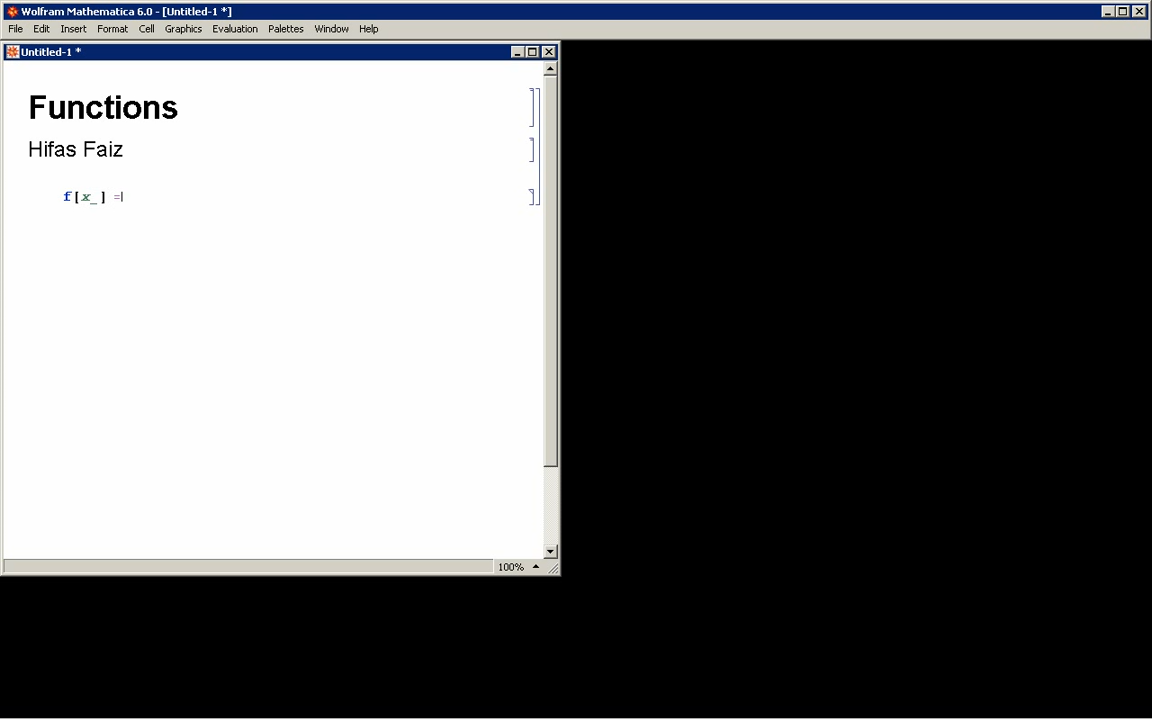 Wolfram Mathematica 6.0 - [Untitled-1 *]
File Edit Insert Format Cell Graphics Evaluation Palettes Window Help
Untitled-1 *
Functions
Hifas Faiz
f[x_] =
100%